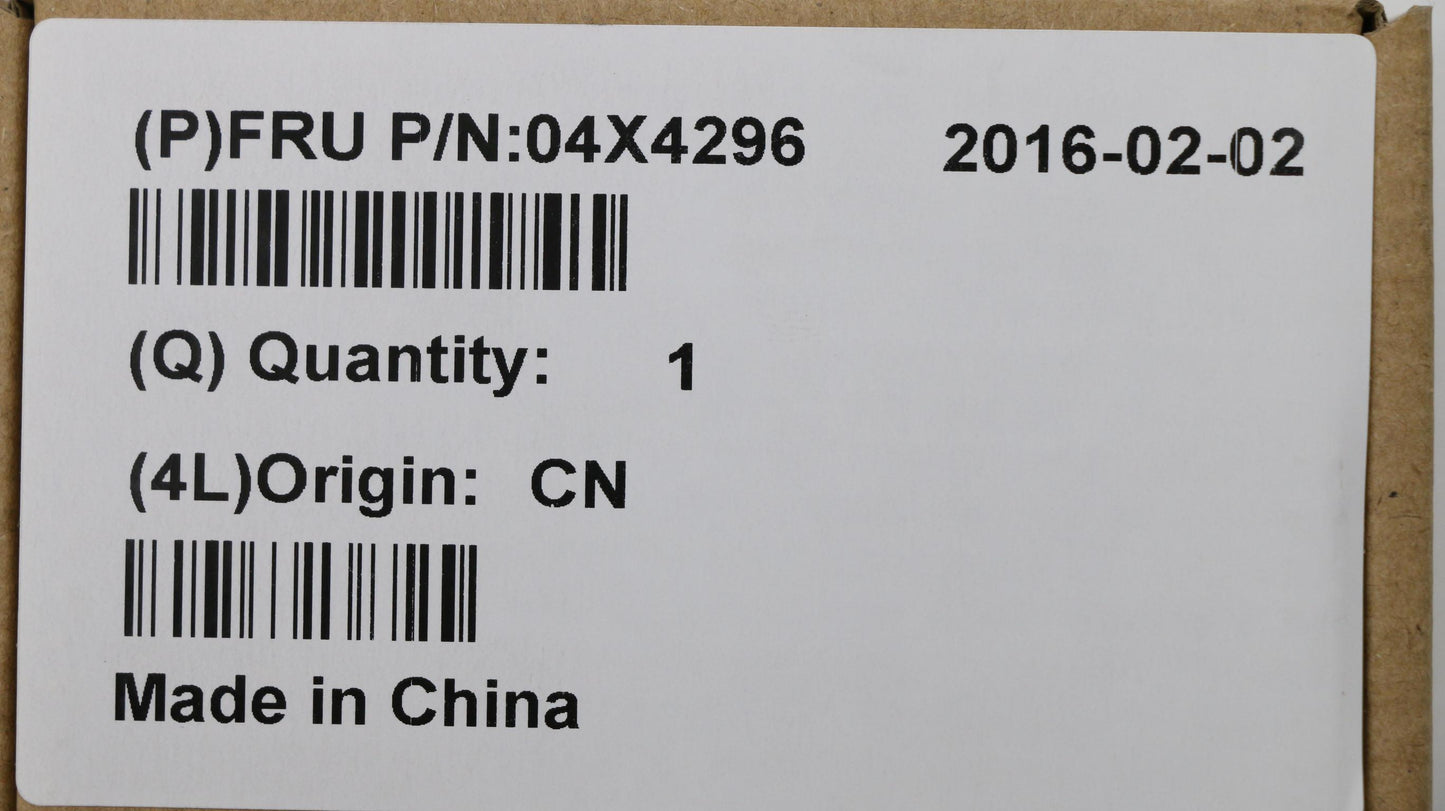 (P)FRU P/N:04X4296 2016-02-02
(Q) Quantity: 1
(4L)Origin: CN
Made in China